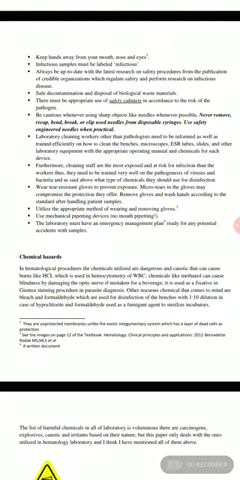 Keep hands away from your mouth, nose and eyes¹.
Infectious samples must be labeled 'infectious'
Always be up-to-date with the latest research on safety procedures from the publication
of credible organizations which regulate safety and perform research on infectious
disease.
Safe decontamination and disposal of biological waste materials.
There must be appropriate use of safety cabinets in accordance to the risk of the
pathogen.
Be cautious whenever using sharp objects like needles whenever possible. Never remove,
recap, bend, break, or slip used needles from disposable syringes. Use safety
engineered needles when practical.
Laboratory cleaning workers other than pathologists need to be informed as well as
trained efficiently on how to clean the benches, microscopes, ESR tubes, slides, and other
laboratory equipment with the appropriate operating manual and chemicals for each
device.
Furthermore, cleaning staff are the most exposed and at risk for infection than the
workers thus, they need to trained very well on the pathogenesis of viruses and
bacteria and as said above what type of chemicals they should use for disinfection.
Wear tear-resistant gloves to prevent exposure. Micro-tears in the gloves may
compromise the protection they offer. Remove gloves and wash hands according to the
standard after handling patient samples.
Utilize the appropriate method of wearing and removing gloves.²
Use mechanical pipetting devices (no mouth pipetting!).
The laboratory must have an emergency management plan³ ready for any potential
accidents with samples.
Chemical hazards
In hematological procedures the chemicals utilized are dangerous and caustic that can cause
burns like HCL which is used in hemocytometry of WBC, chemicals like methanol can cause
blindness by damaging the optic nerve if mistaken for a beverage; it is used as a fixative in
Giemsa staining procedure in parasite diagnosis. Other nocuous chemical that comes to mind are
bleach and formaldehyde which are used for disinfection of the benches with 1:10 dilution in
case of hypochlorite and formaldehyde used as a fumigant agent to sterilize incubators.
¹ They are unprotected membranes unlike the exotic integumentary system which has a layer of dead cells as
protection.
² See the images on page 12 of the Textbook: Hematology: Clinical principles and applications: 2012 Bernadette
Rodak MS,MLS et al
³ A written document
The list of harmful chemicals in all of laboratory is voluminous there are carcinogens,
explosives, caustic and irritants based on their nature; but this paper only deals with the ones
utilized in hematology laboratory and I think I have mentioned all of them above.
GO RECORDER